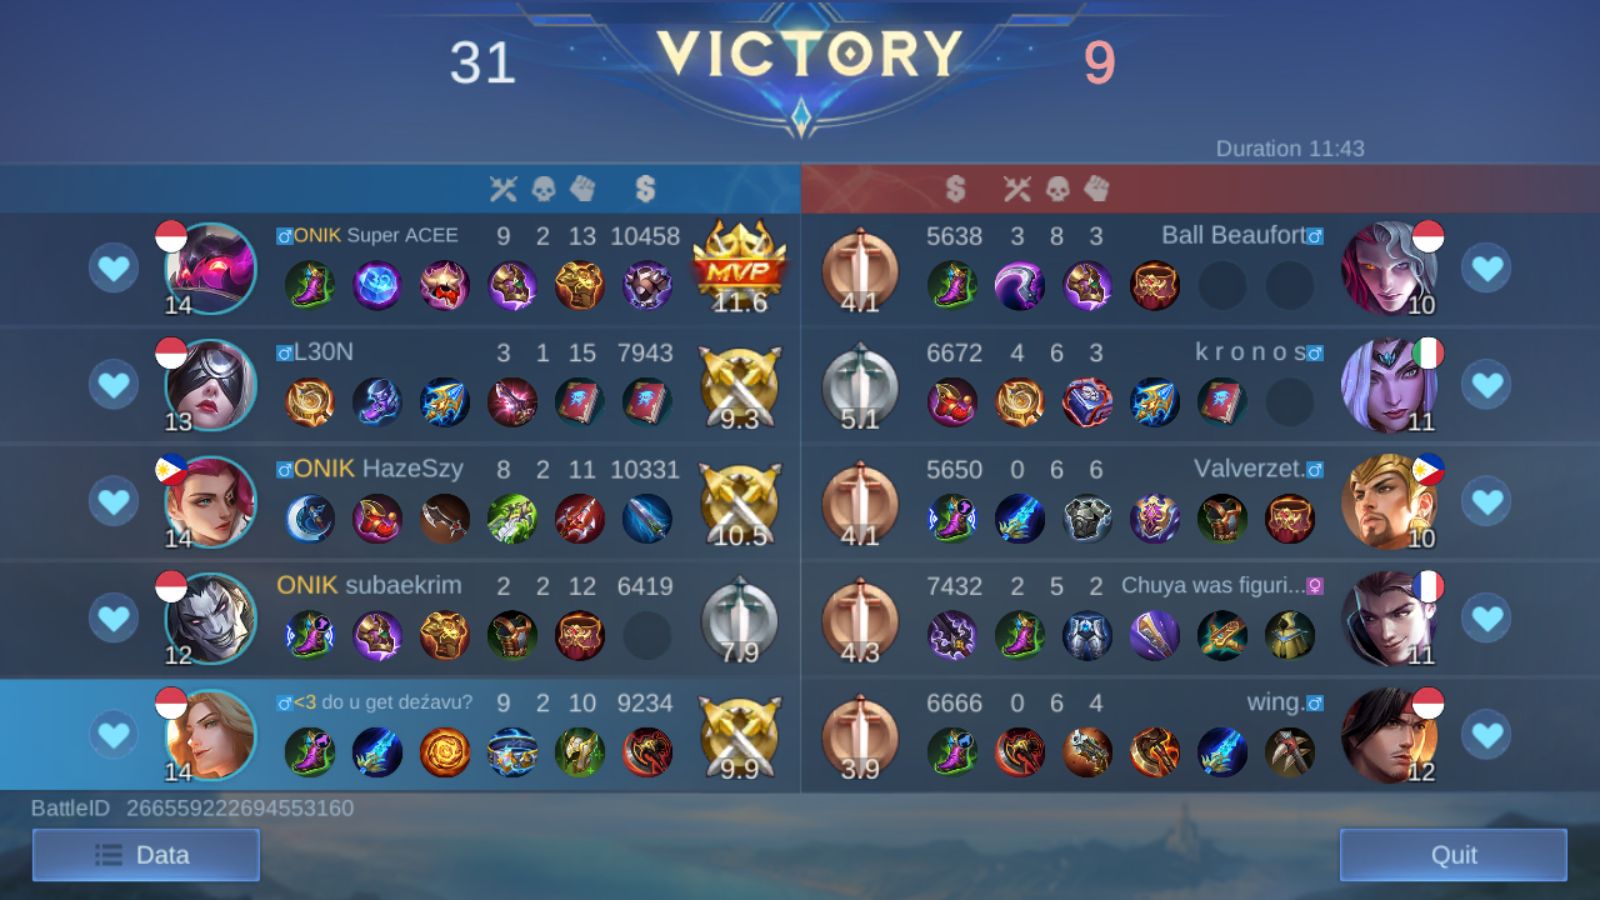 31 VICTORY 9
Duration 11:43
ONIK Super ACEE 9 2 13 10458 MVP 11.6 14
4.1 5638 3 8 3 Ball Beaufort 10
L30N 3 1 15 7943 9.3 13
5.1 6672 4 6 3 k r o n o s 11
ONIK HazeSzy 8 2 11 10331 10.5 14
4.1 5650 0 6 6 Valverzet. 10
ONIK subaekrim 2 2 12 6419 7.9 12
4.3 7432 2 5 2 Chuya was figuri... 11
<3 do u get deźavu? 9 2 10 9234 9.9 14
3.9 6666 0 6 4 wing. 12
BattleID 266559222694553160
Data
Quit